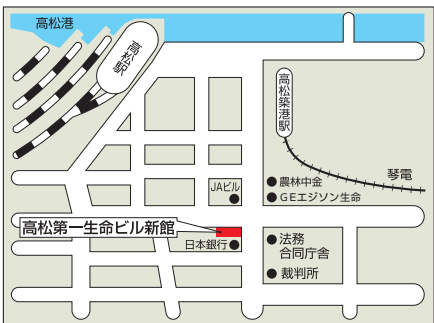 高松港
高松駅
高松築港駅
琴電
JAビル
農林中金
GEエジソン生命
高松第一生命ビル新館
日本銀行
法務
合同庁舎
裁判所